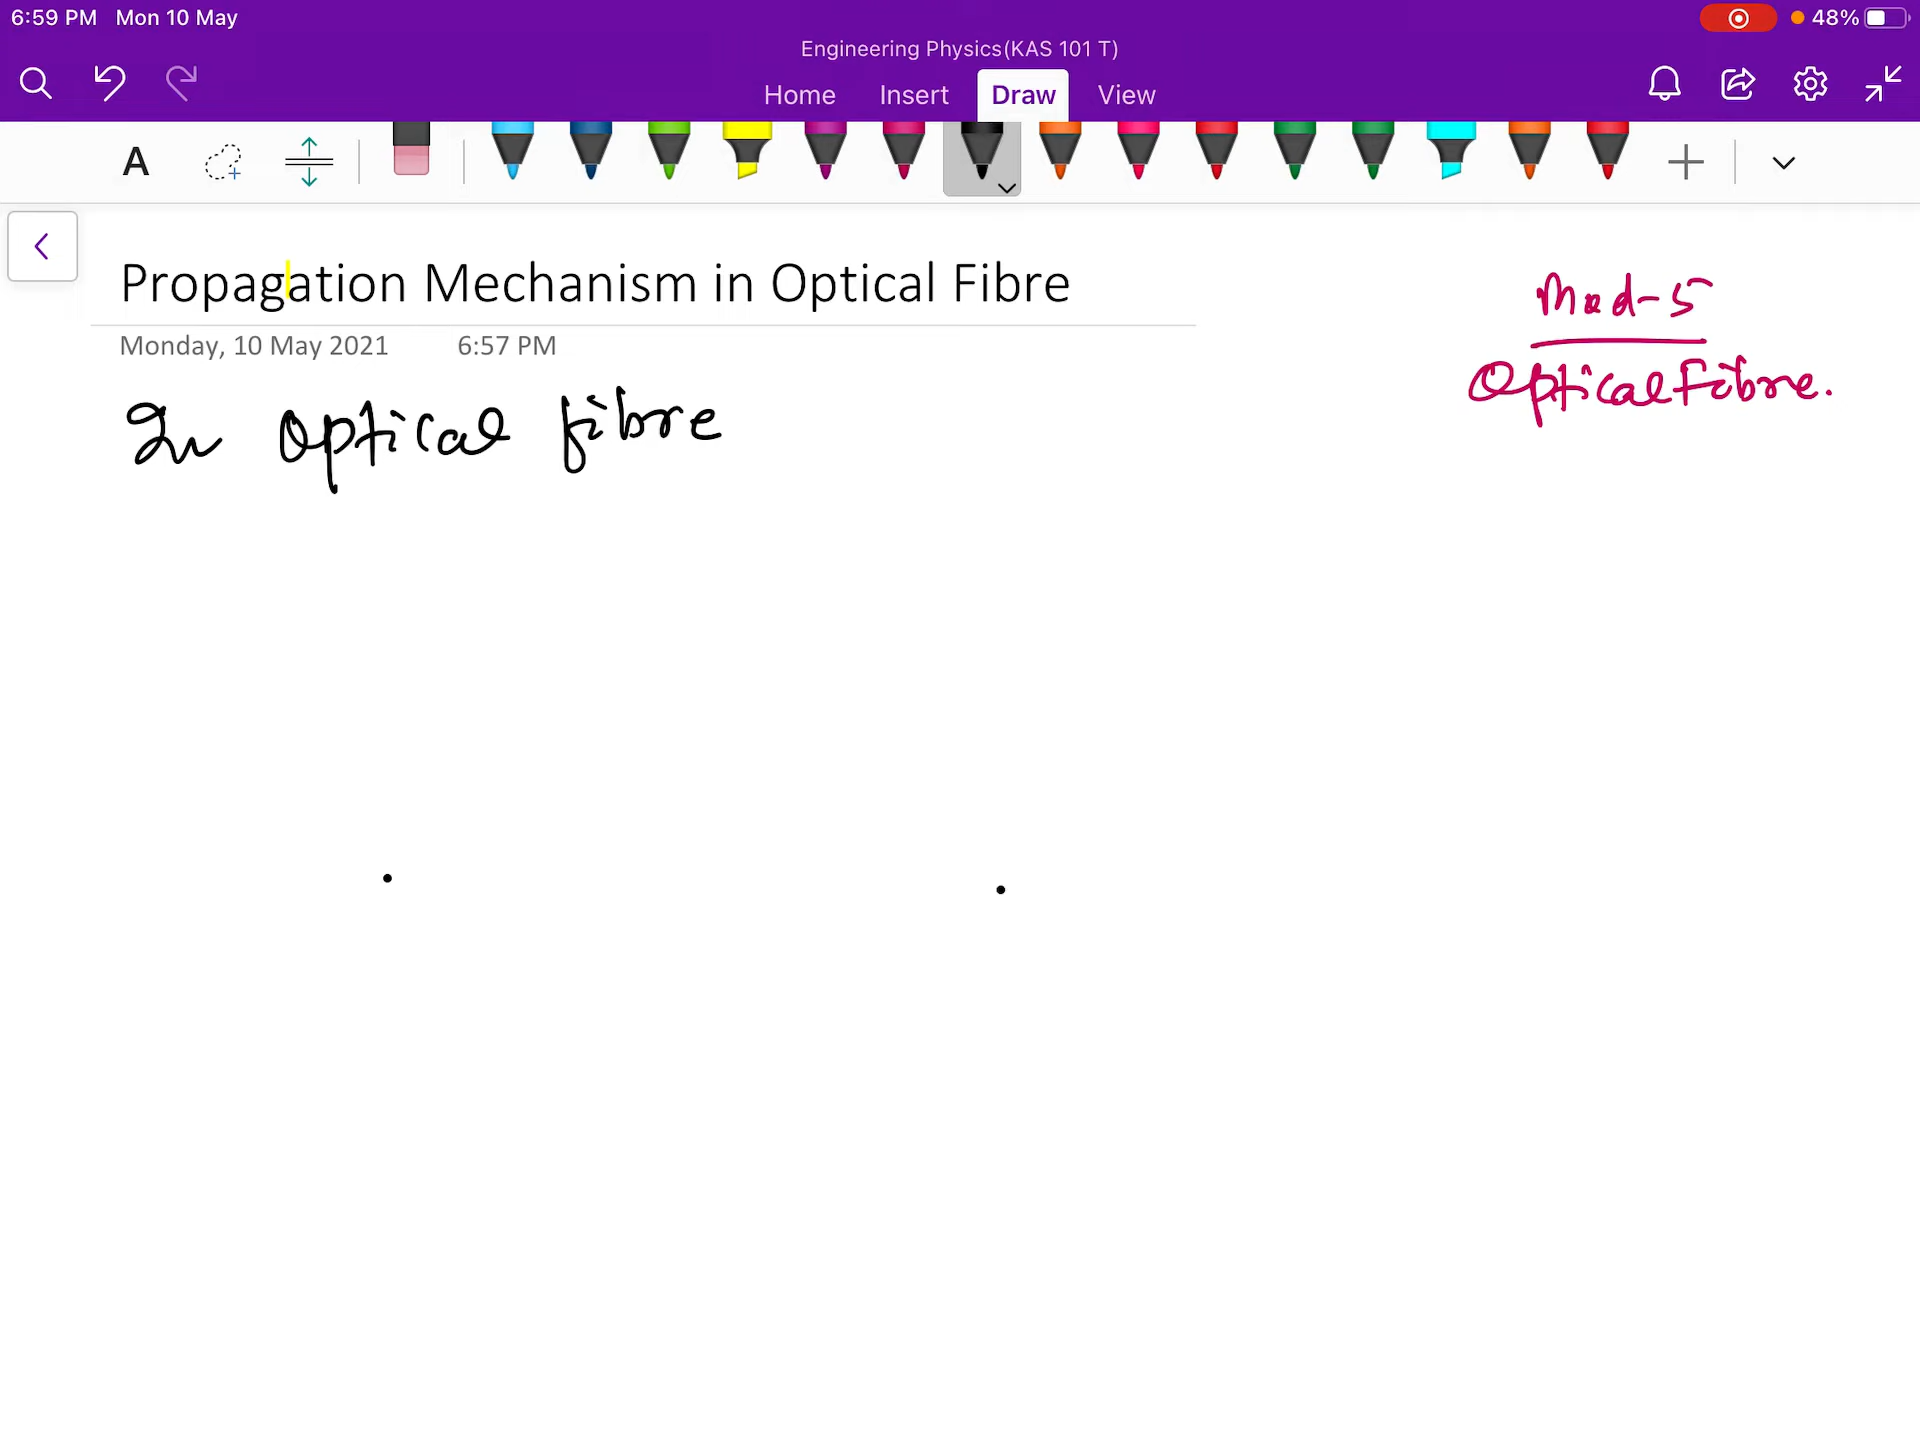 6:59 PM Mon 10 May 48%
Engineering Physics(KAS 101 T)
Home Insert Draw View
A
Propagation Mechanism in Optical Fibre
Monday, 10 May 2021 6:57 PM
Mod-5
Optical Fibre.
In optical fibre